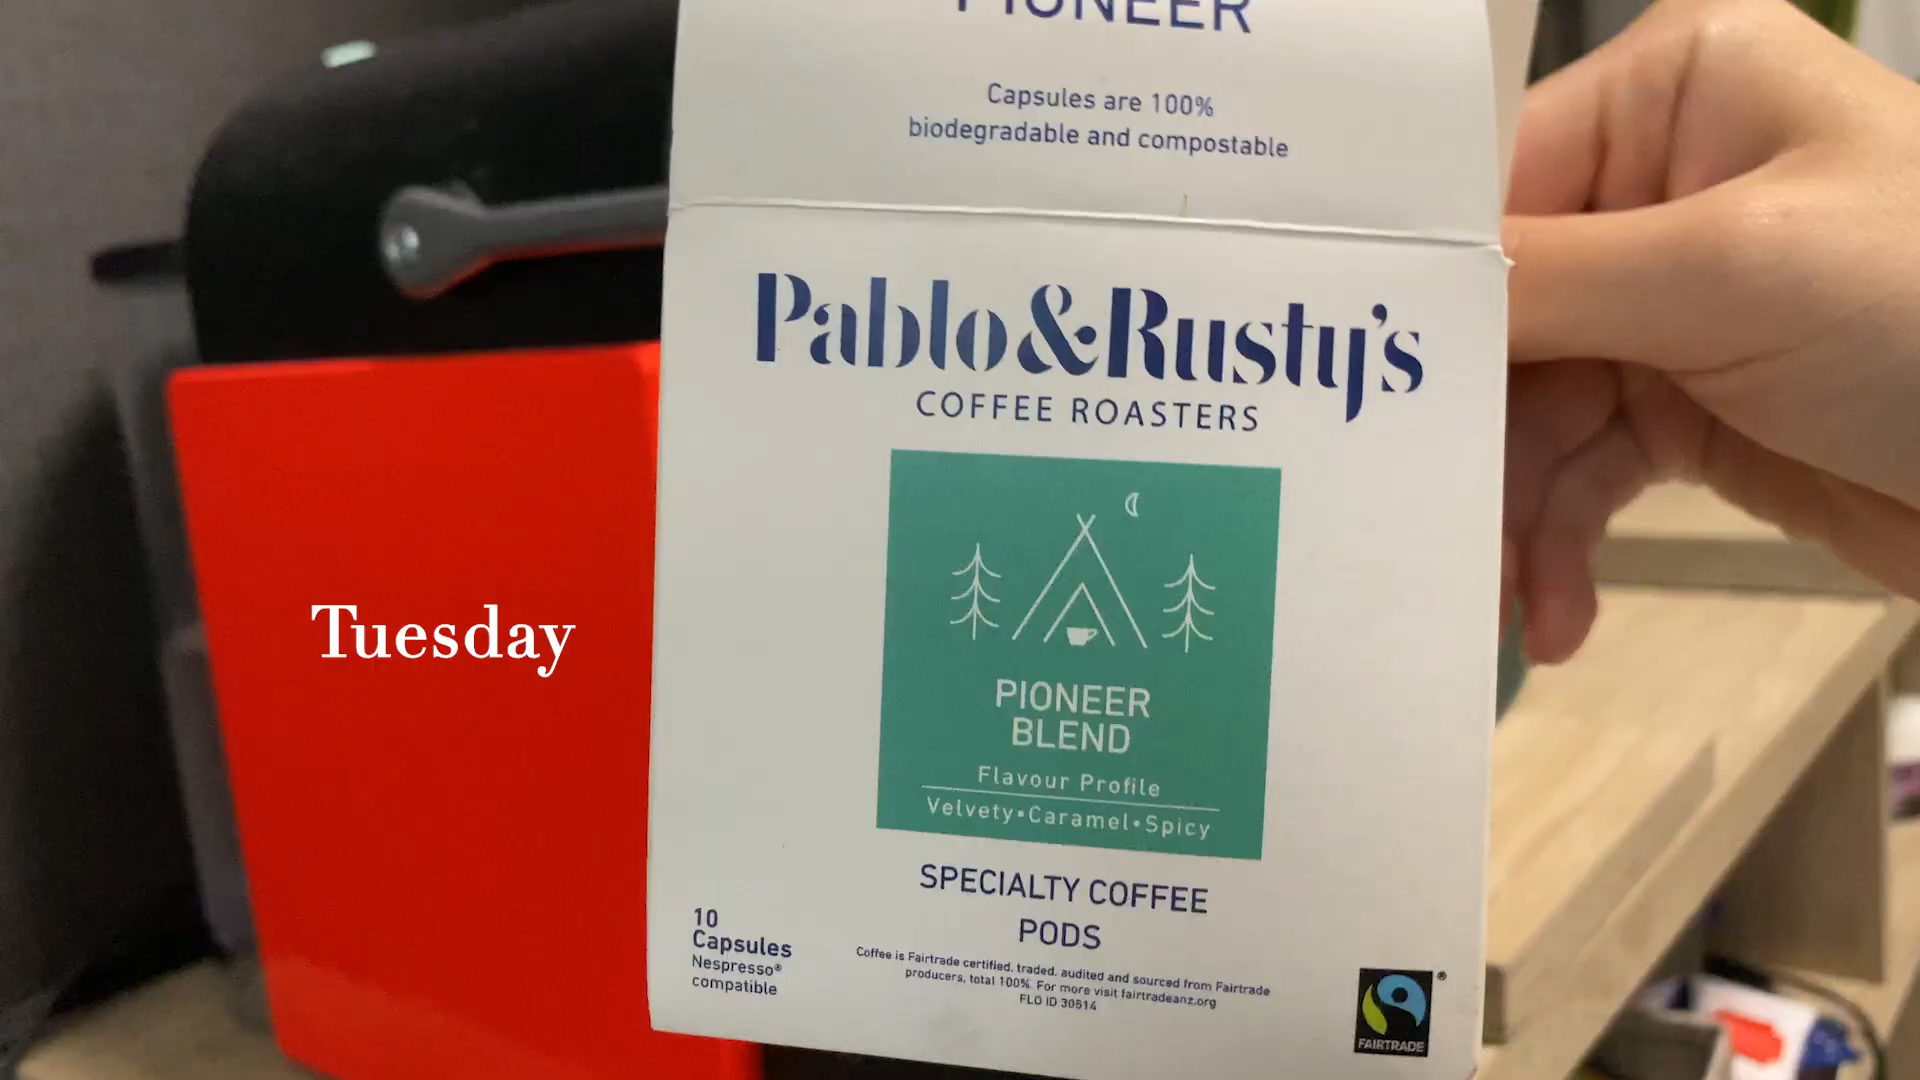 PIONEER
Capsules are 100%
biodegradable and compostable
Pablo&Rusty's
COFFEE ROASTERS
PIONEER
BLEND
Flavour Profile
Velvety•Caramel•Spicy
SPECIALTY COFFEE
PODS
10
Capsules
Nespresso®
compatible
Coffee is Fairtrade certified, traded, audited and sourced from Fairtrade
producers, total 100%. For more visit fairtradeanz.org
FLO ID 30514
®
FAIRTRADE
Tuesday